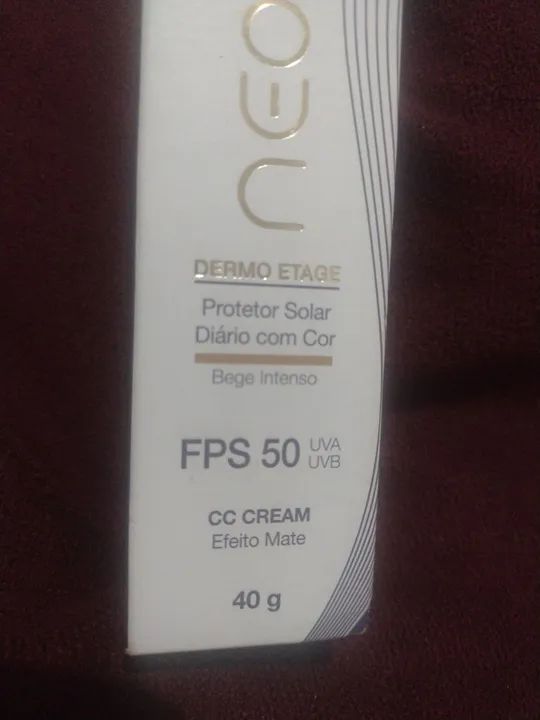 neo
DERMO ETAGE
Protetor Solar
Diário com Cor
Bege Intenso
FPS 50 UVA
UVB
CC CREAM
Efeito Mate
40 g